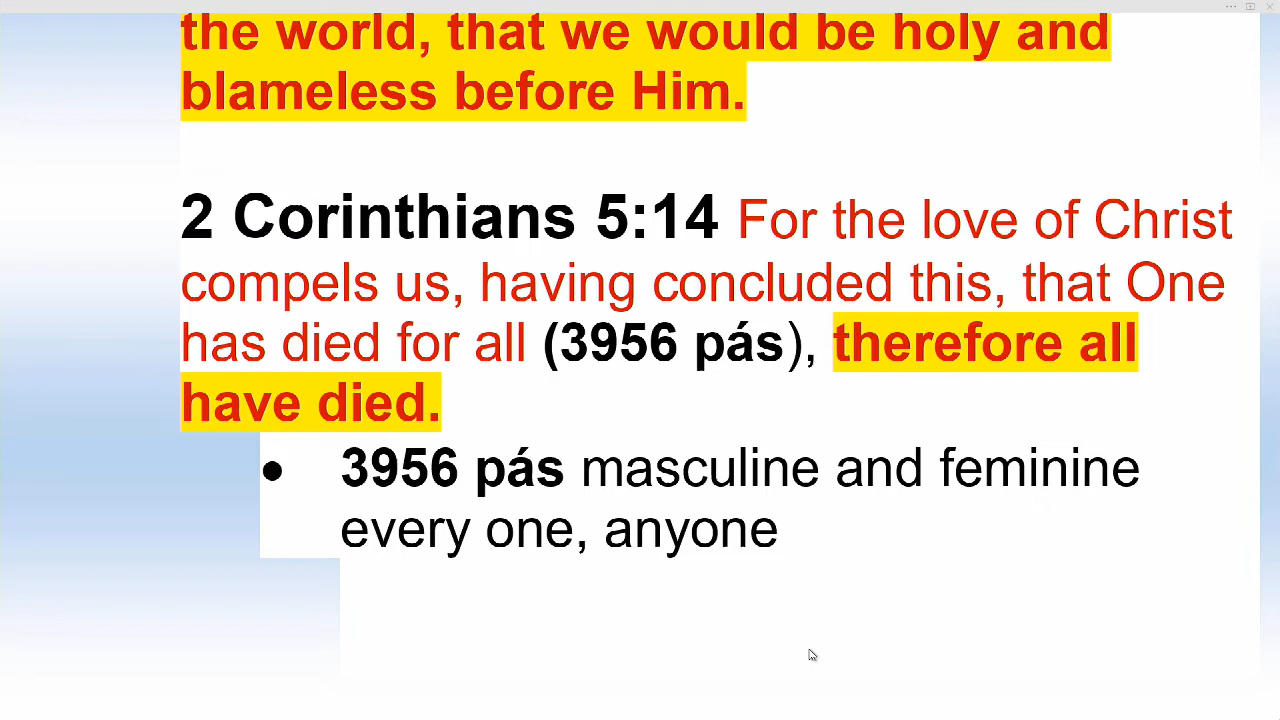 the world, that we would be holy and
blameless before Him.
2 Corinthians 5:14 For the love of Christ
compels us, having concluded this, that One
has died for all (3956 pás), therefore all
have died.
• 3956 pás masculine and feminine
every one, anyone